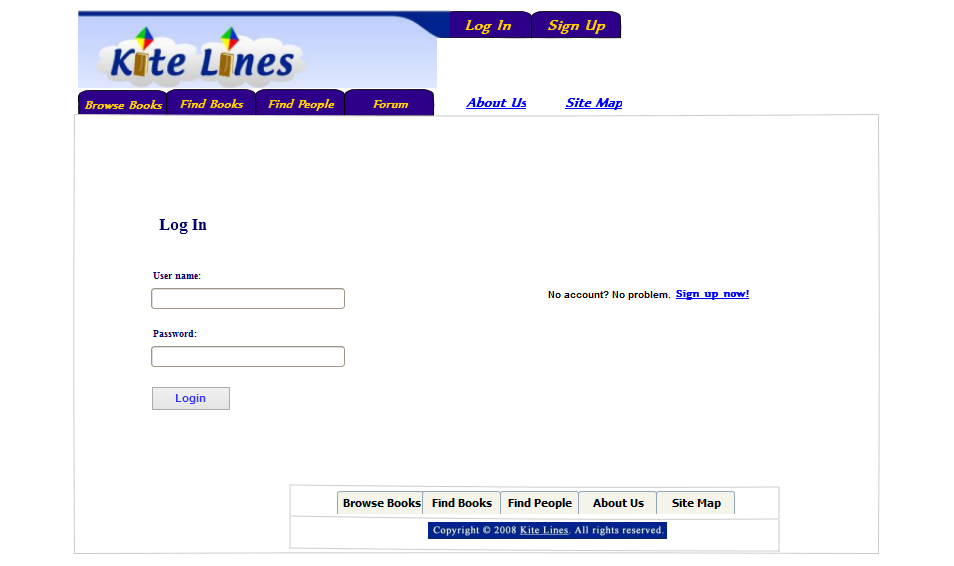 Log In Sign Up
Kite Lines
Browse Books Find Books Find People Forum About Us Site Map
Log In
User name:
No account? No problem. Sign up now!
Password:
Login
Browse Books Find Books Find People About Us Site Map
Copyright © 2008 Kite Lines. All rights reserved.